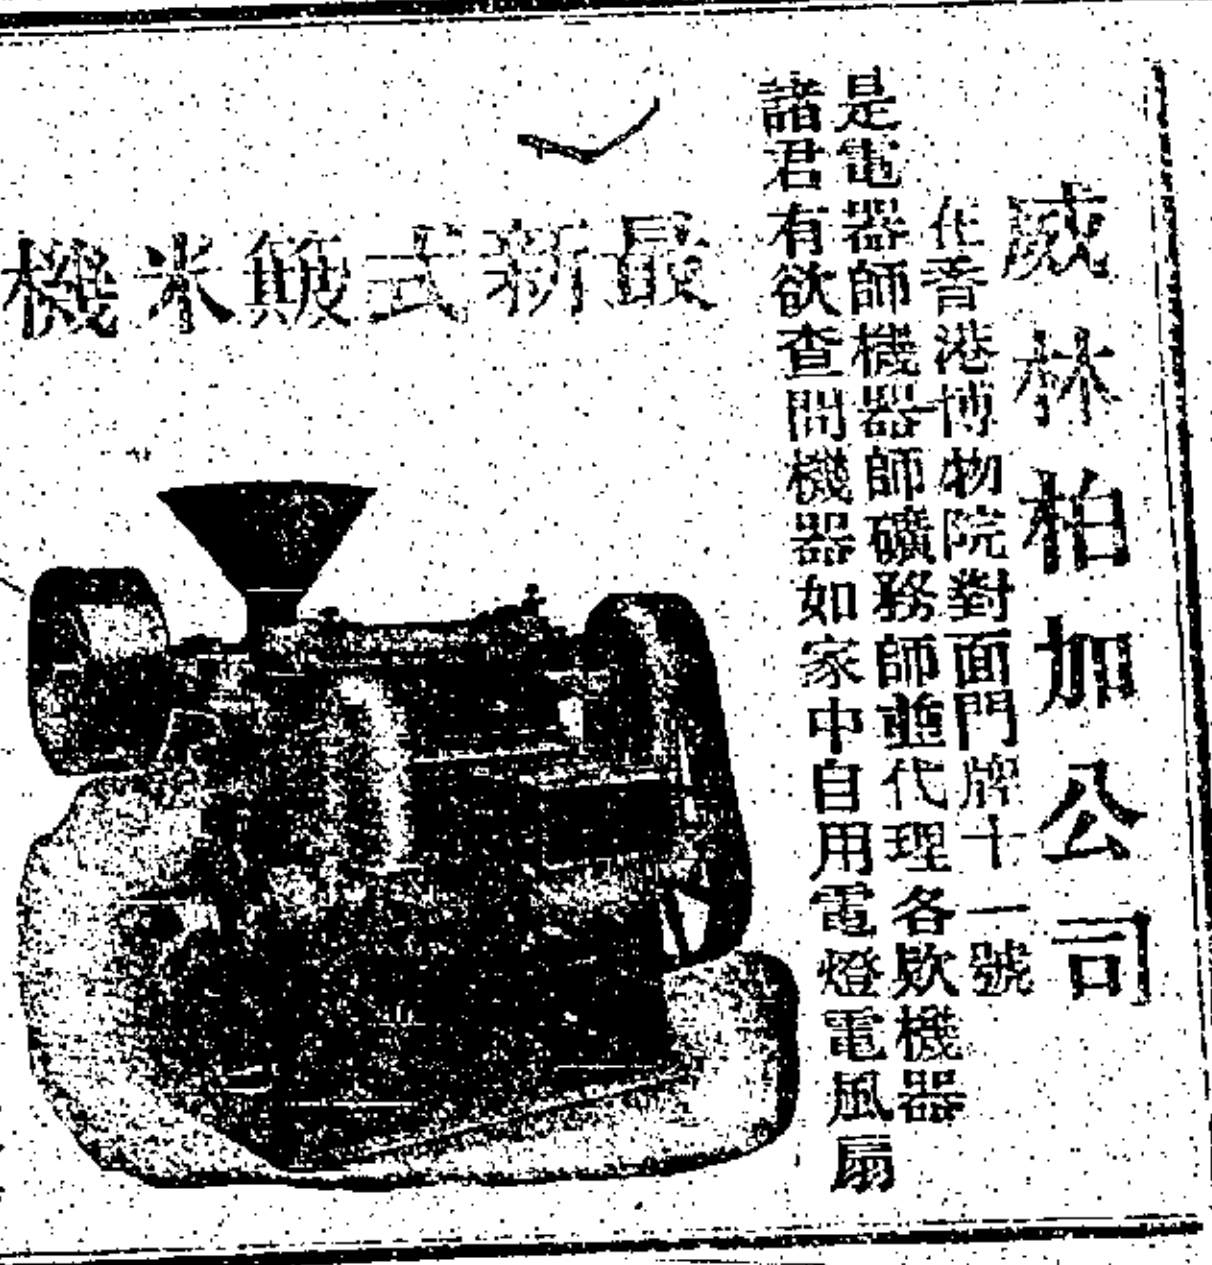 威林柏加公司
在香港博物院對面門牌十一號
是電器師機器師礦務師並代理各欵機器
諸君有欲查問機器如家中自用電燈電風扇
最新式甎米機